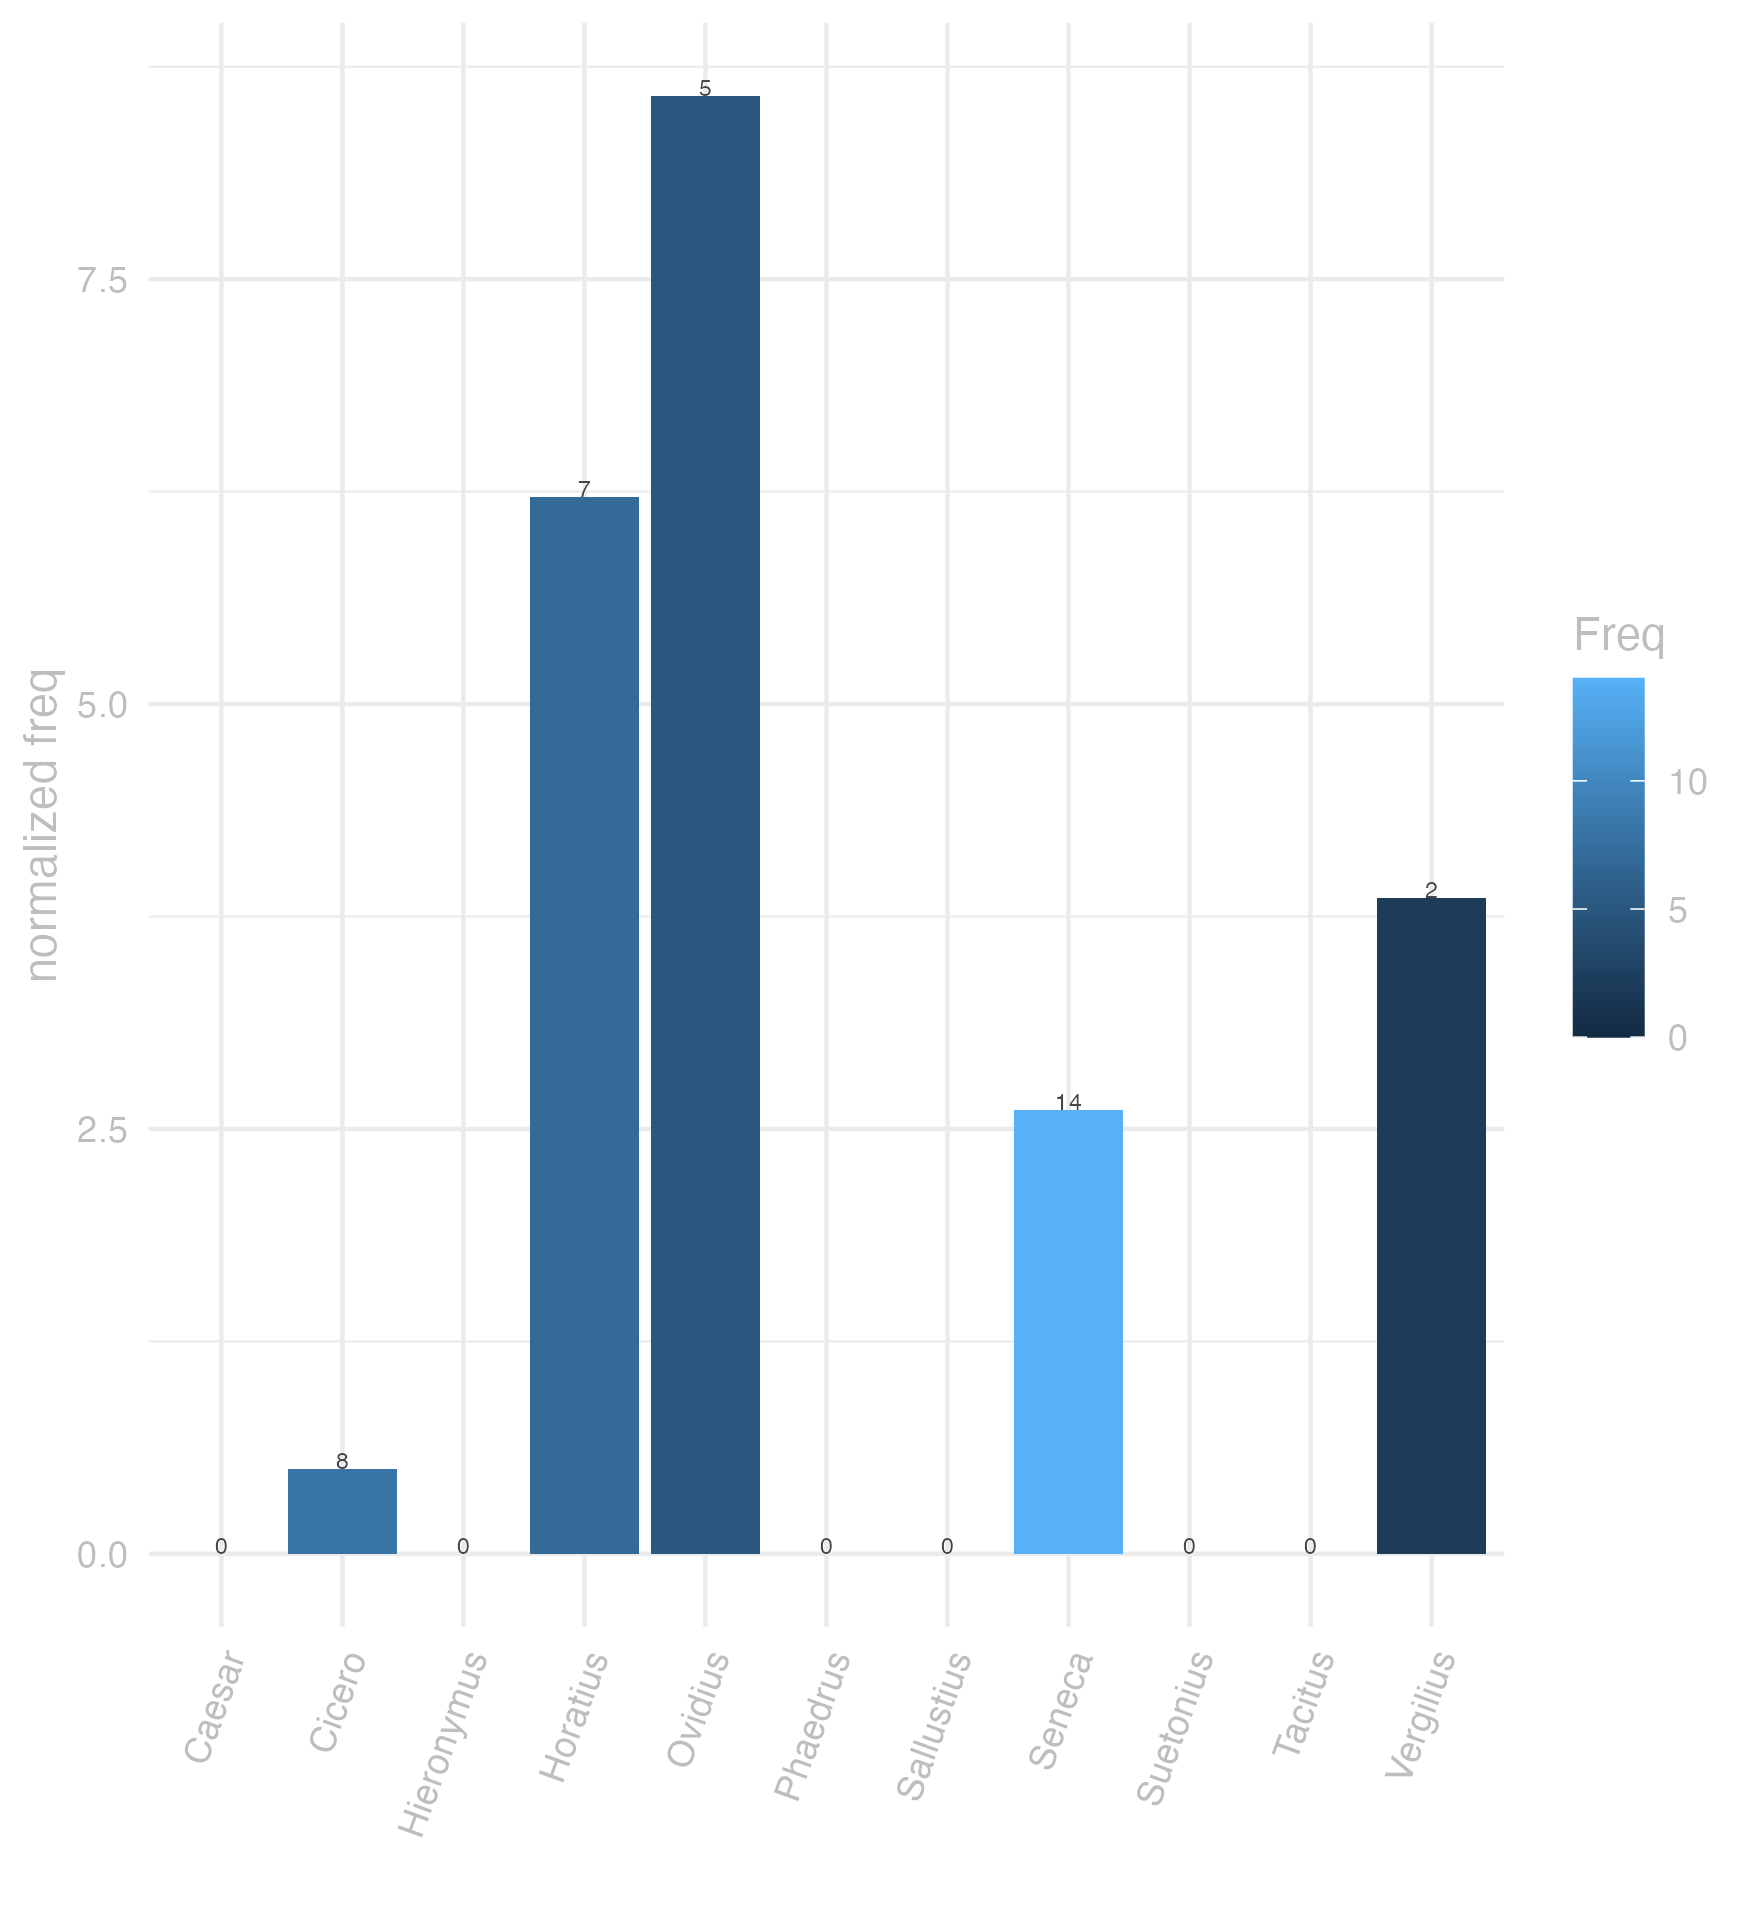 5
7.5
7
normalized freq
5.0
Freq
10
5
0
2
2.5
14
8
0.0
0
0
0
0
0
0
Caesar
Cicero
Hieronymus
Horatius
Ovidius
Phaedrus
Sallustius
Seneca
Suetonius
Tacitus
Vergilius